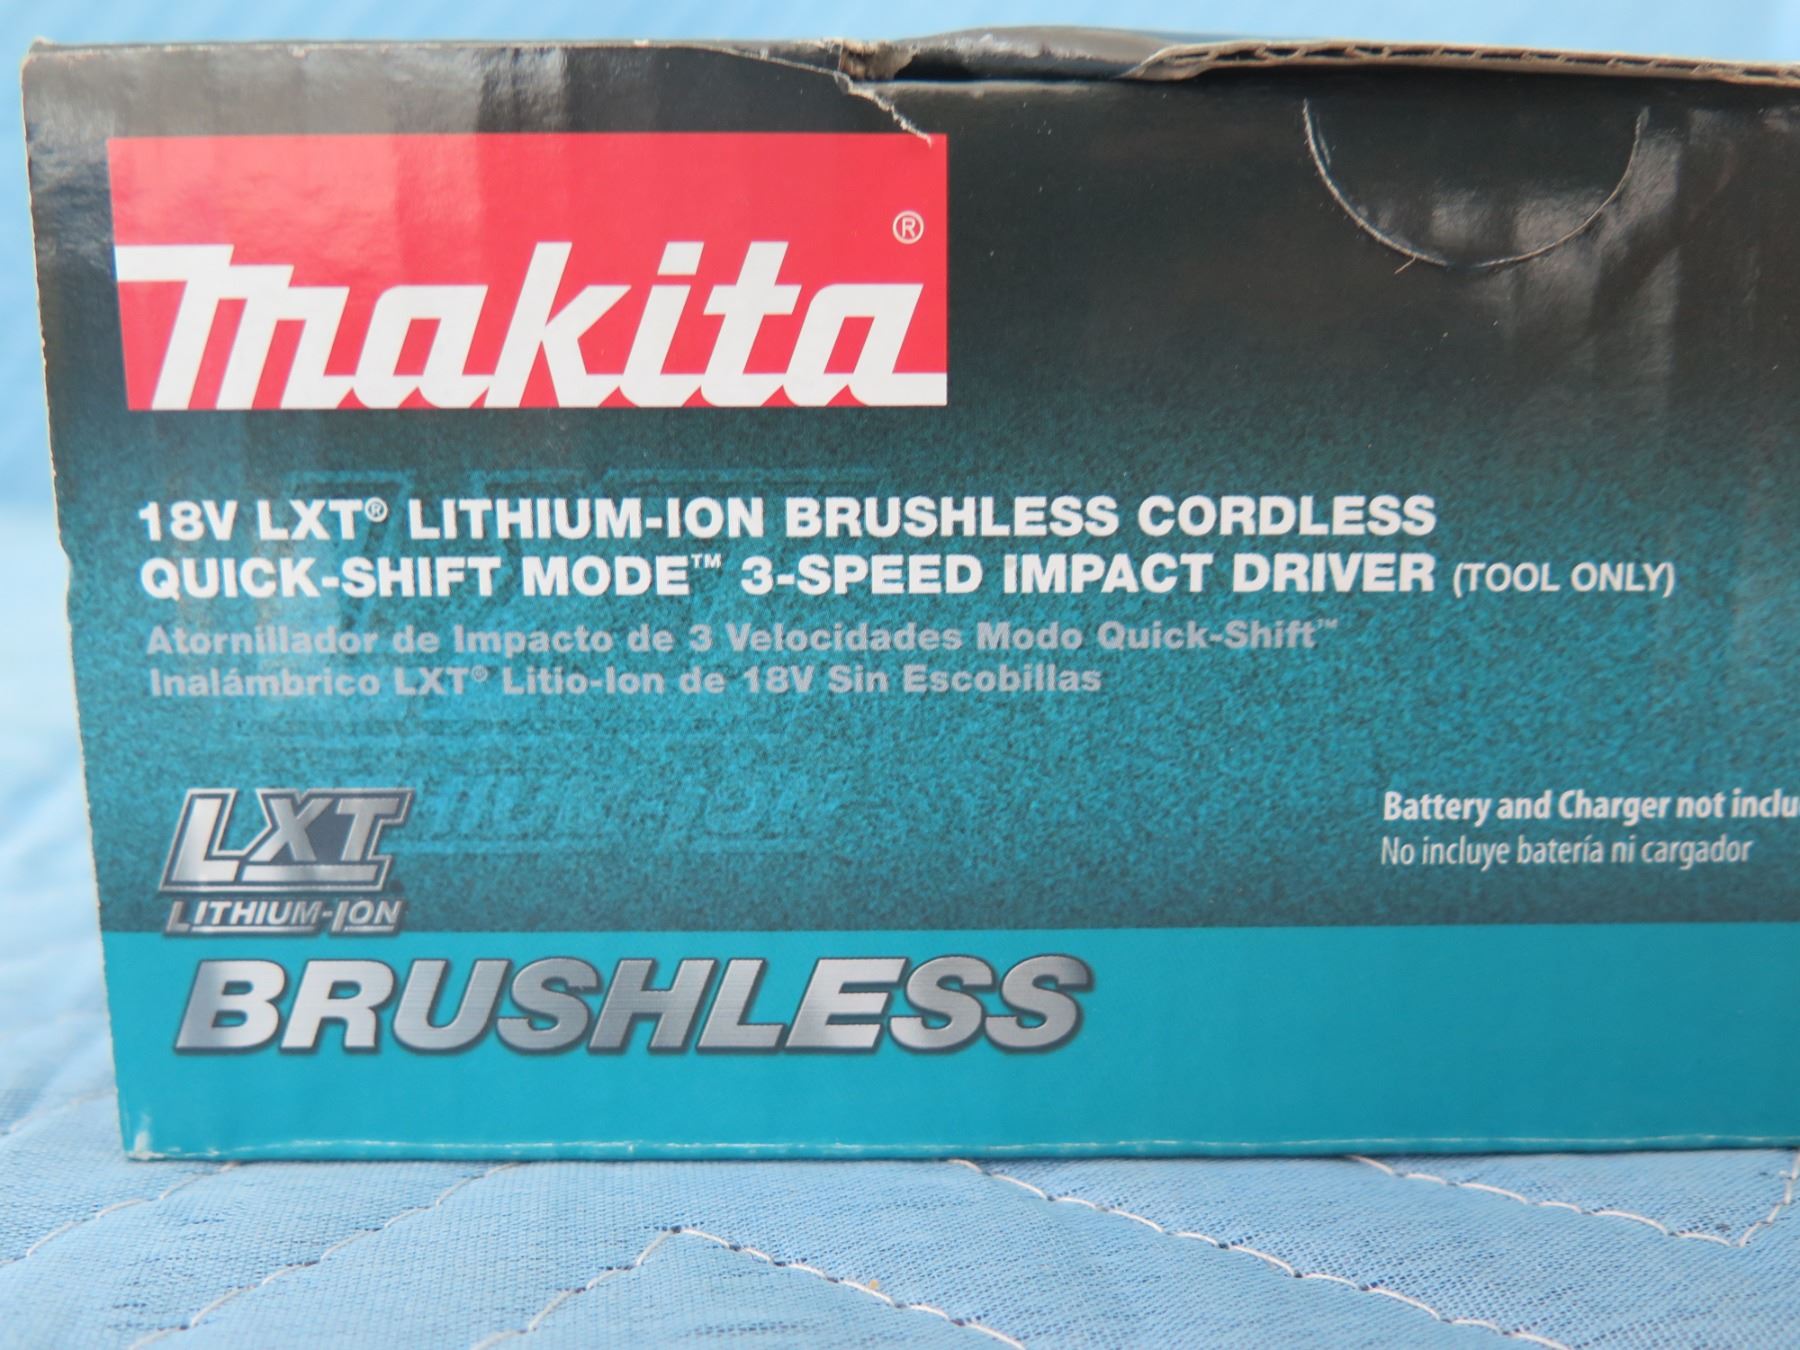 makita®
18V LXT® LITHIUM-ION BRUSHLESS CORDLESS
QUICK-SHIFT MODE™ 3-SPEED IMPACT DRIVER (TOOL ONLY)
Atornillador de Impacto de 3 Velocidades Modo Quick-Shift™
Inalámbrico LXT® Litio-Ion de 18V Sin Escobillas
LXT
LITHIUM-ION
Battery and Charger not inclu
No incluye batería ni cargador
BRUSHLESS